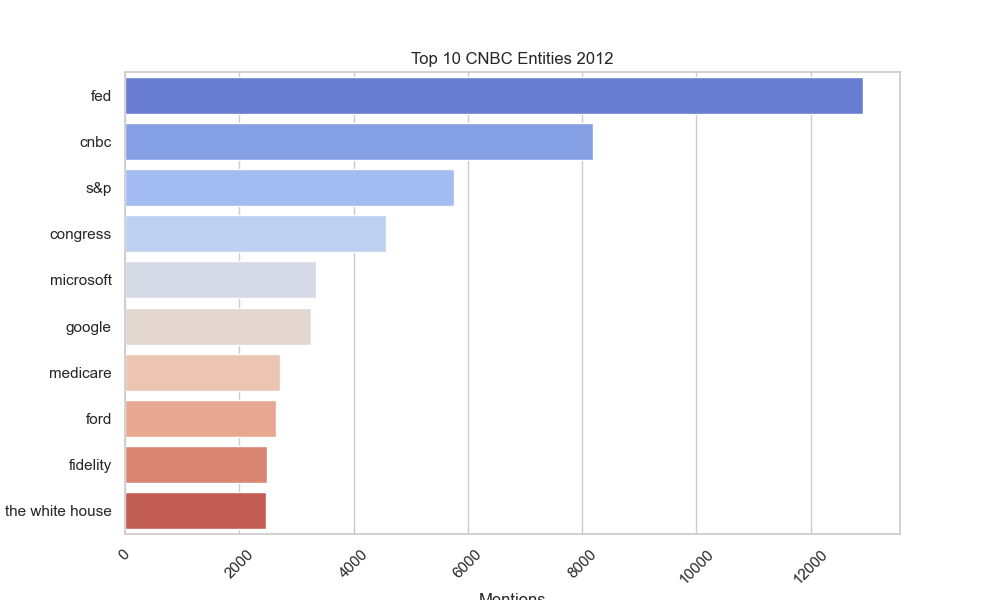 Top 10 CNBC Entities 2012
fed
cnbc
s&p
congress
microsoft
google
medicare
ford
fidelity
the white house
0
2000
4000
6000
8000
10000
12000
Mentions